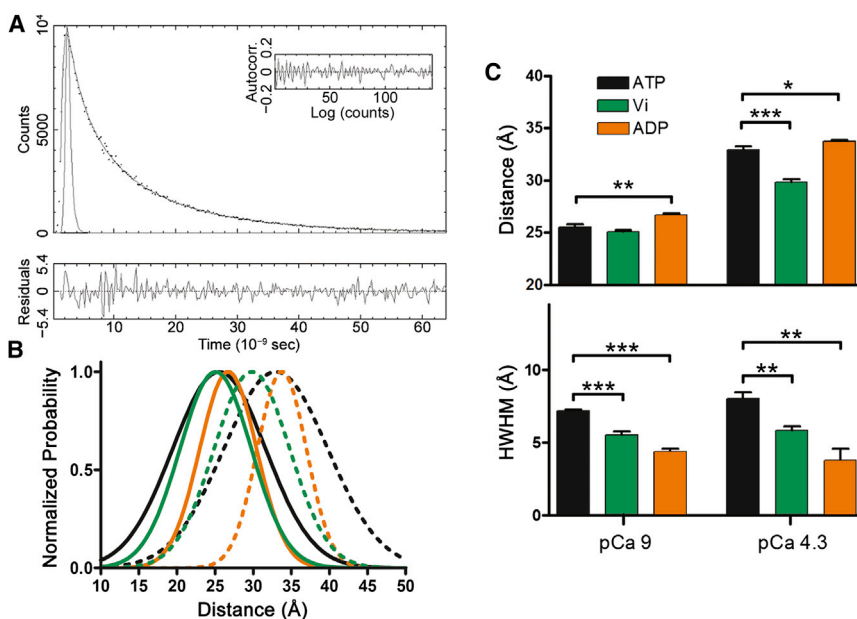 A
10⁴
5000
0
Counts
0.2
0
−0.2
Autocorr.
50
100
Log (counts)
5.4
0
−5.4
Residuals
10
20
30
40
50
60
Time (10⁻⁹ sec)
B
1.0
0.5
0.0
Normalized Probability
10
15
20
25
30
35
40
45
50
Distance (Å)
C
40
35
30
25
20
Distance (Å)
ATP
Vi
ADP
**
***
*
10
5
0
HWHM (Å)
***
***
**
**
pCa 9
pCa 4.3